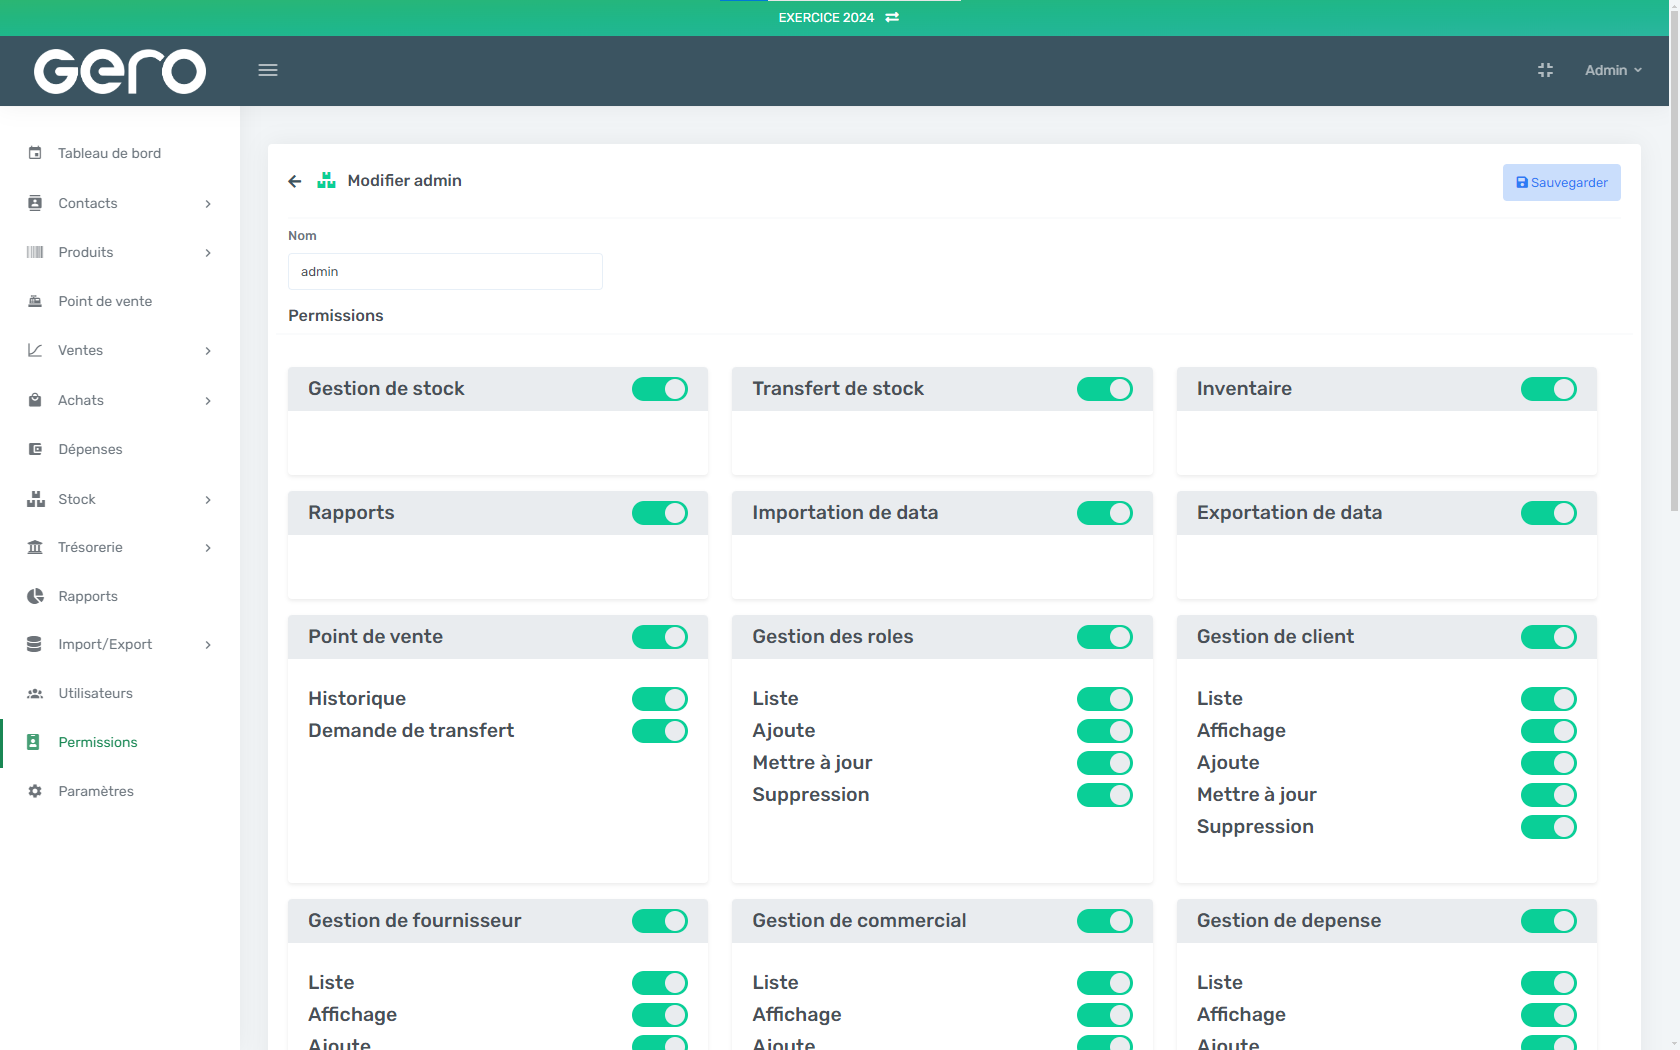 EXERCICE 2024
Gero
Admin
Tableau de bord
Contacts
Produits
Point de vente
Ventes
Achats
Dépenses
Stock
Trésorerie
Rapports
Import/Export
Utilisateurs
Permissions
Paramètres
Modifier admin
Sauvegarder
Nom
admin
Permissions
Gestion de stock
Transfert de stock
Inventaire
Rapports
Importation de data
Exportation de data
Point de vente
Historique
Demande de transfert
Gestion des roles
Liste
Ajoute
Mettre à jour
Suppression
Gestion de client
Liste
Affichage
Ajoute
Mettre à jour
Suppression
Gestion de fournisseur
Liste
Affichage
Ajoute
Gestion de commercial
Liste
Affichage
Ajoute
Gestion de depense
Liste
Affichage
Ajoute